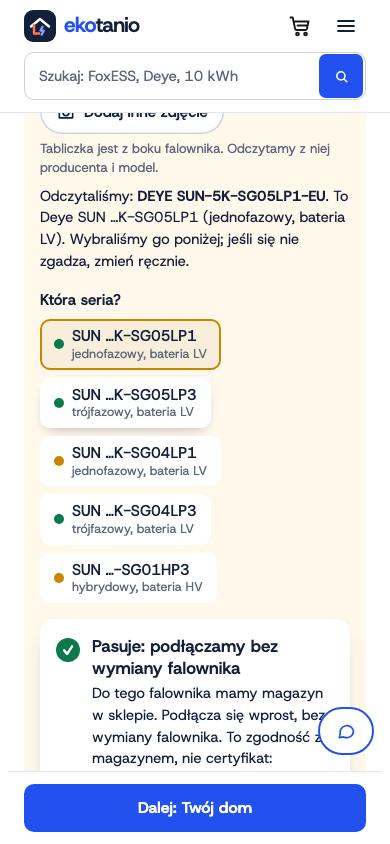 ekotanio
Szukaj: FoxESS, Deye, 10 kWh
Dodaj inne zdjęcie
Tabliczka jest z boku falownika. Odczytamy z niej
producenta i model.
Odczytaliśmy: DEYE SUN-5K-SG05LP1-EU. To
Deye SUN …K-SG05LP1 (jednofazowy, bateria
LV). Wybraliśmy go poniżej; jeśli się nie
zgadza, zmień ręcznie.
Która seria?
SUN …K-SG05LP1
jednofazowy, bateria LV
SUN …K-SG05LP3
trójfazowy, bateria LV
SUN …K-SG04LP1
jednofazowy, bateria LV
SUN …K-SG04LP3
trójfazowy, bateria LV
SUN …-SG01HP3
hybrydowy, bateria HV
Pasuje: podłączamy bez
wymiany falownika
Do tego falownika mamy magazyn
w sklepie. Podłącza się wprost, bez
wymiany falownika. To zgodność z
magazynem, nie certyfikat:
Dalej: Twój dom